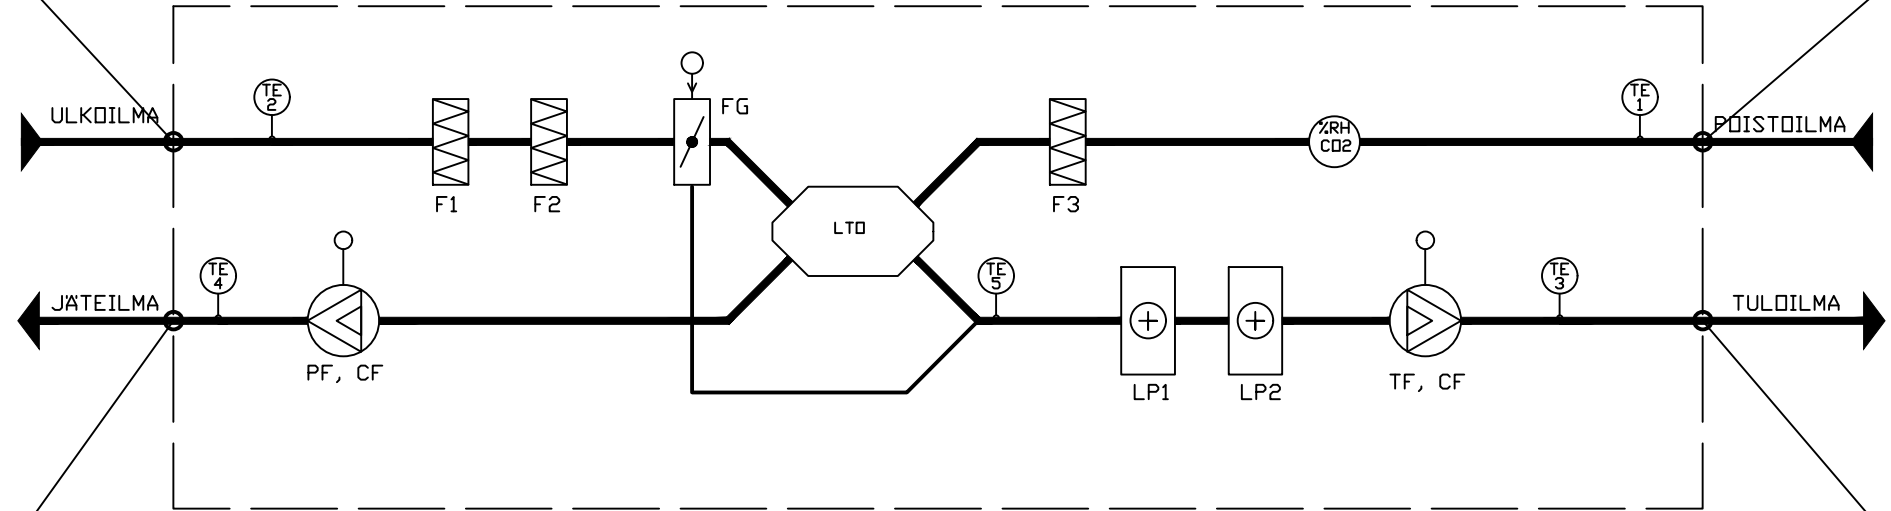 FG
TE
2
TE
1
ULKOILMA
POISTOILMA
%RH
CO2
F1
F2
F3
LTO
TE
4
TE
5
TE
3
JÄTEILMA
TULOILMA
PF, CF
LP1
LP2
TF, CF